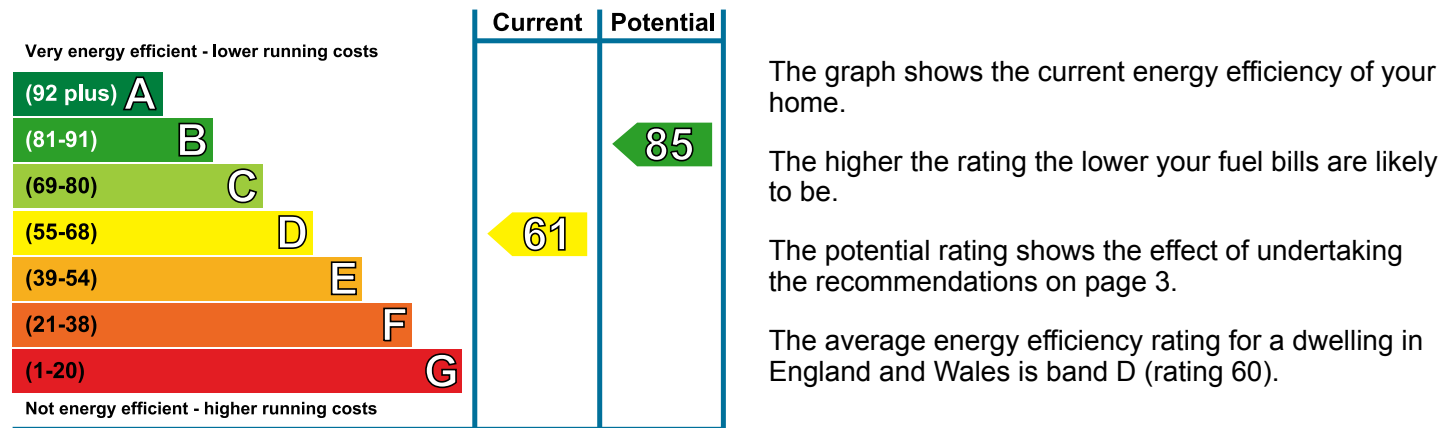 Current Potential
Very energy efficient - lower running costs
(92 plus) A
(81-91) B
(69-80) C
(55-68) D
(39-54) E
(21-38) F
(1-20) G
Not energy efficient - higher running costs
85
61
The graph shows the current energy efficiency of your
home.
The higher the rating the lower your fuel bills are likely
to be.
The potential rating shows the effect of undertaking
the recommendations on page 3.
The average energy efficiency rating for a dwelling in
England and Wales is band D (rating 60).